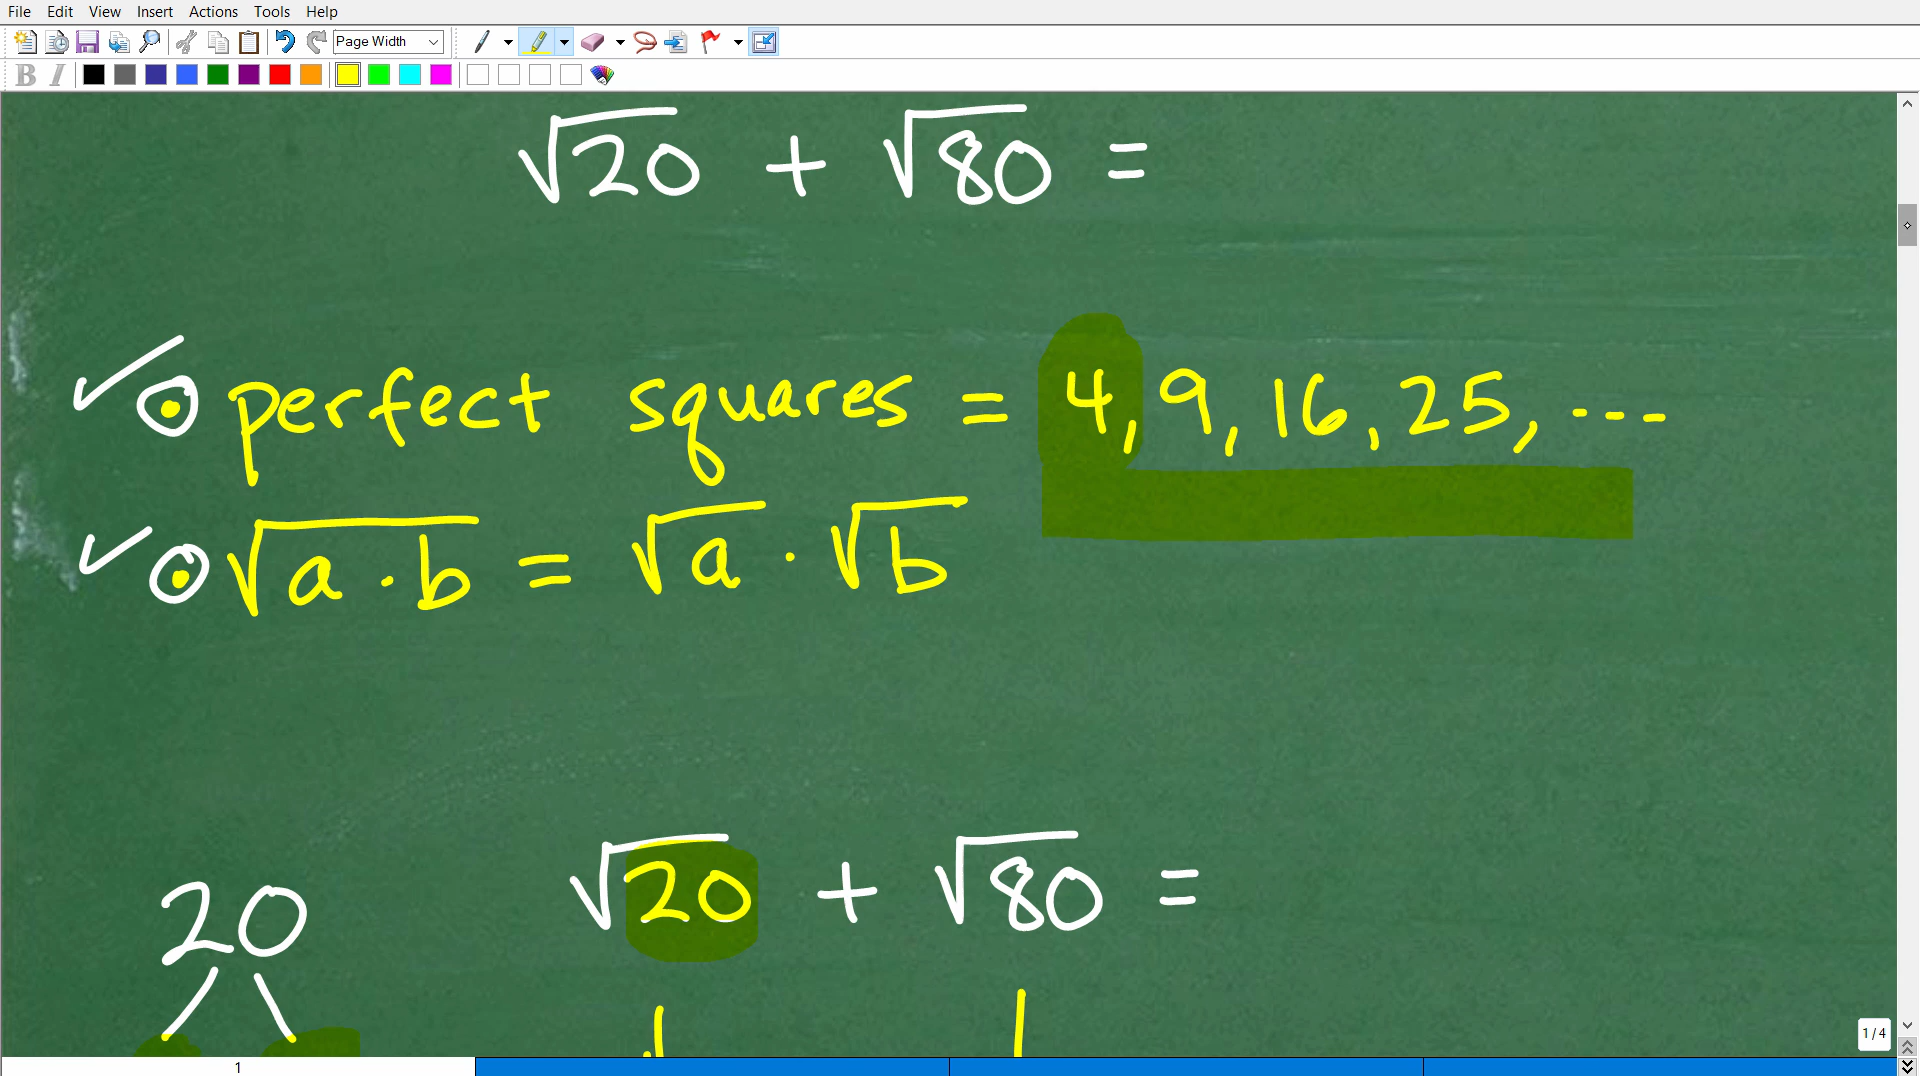 File Edit View Insert Actions Tools Help
Page Width
B I
√20 + √80 =
perfect squares = 4, 9, 16, 25, ---
√a · b = √a · √b
√20 + √80 =
20
1 / 4
1